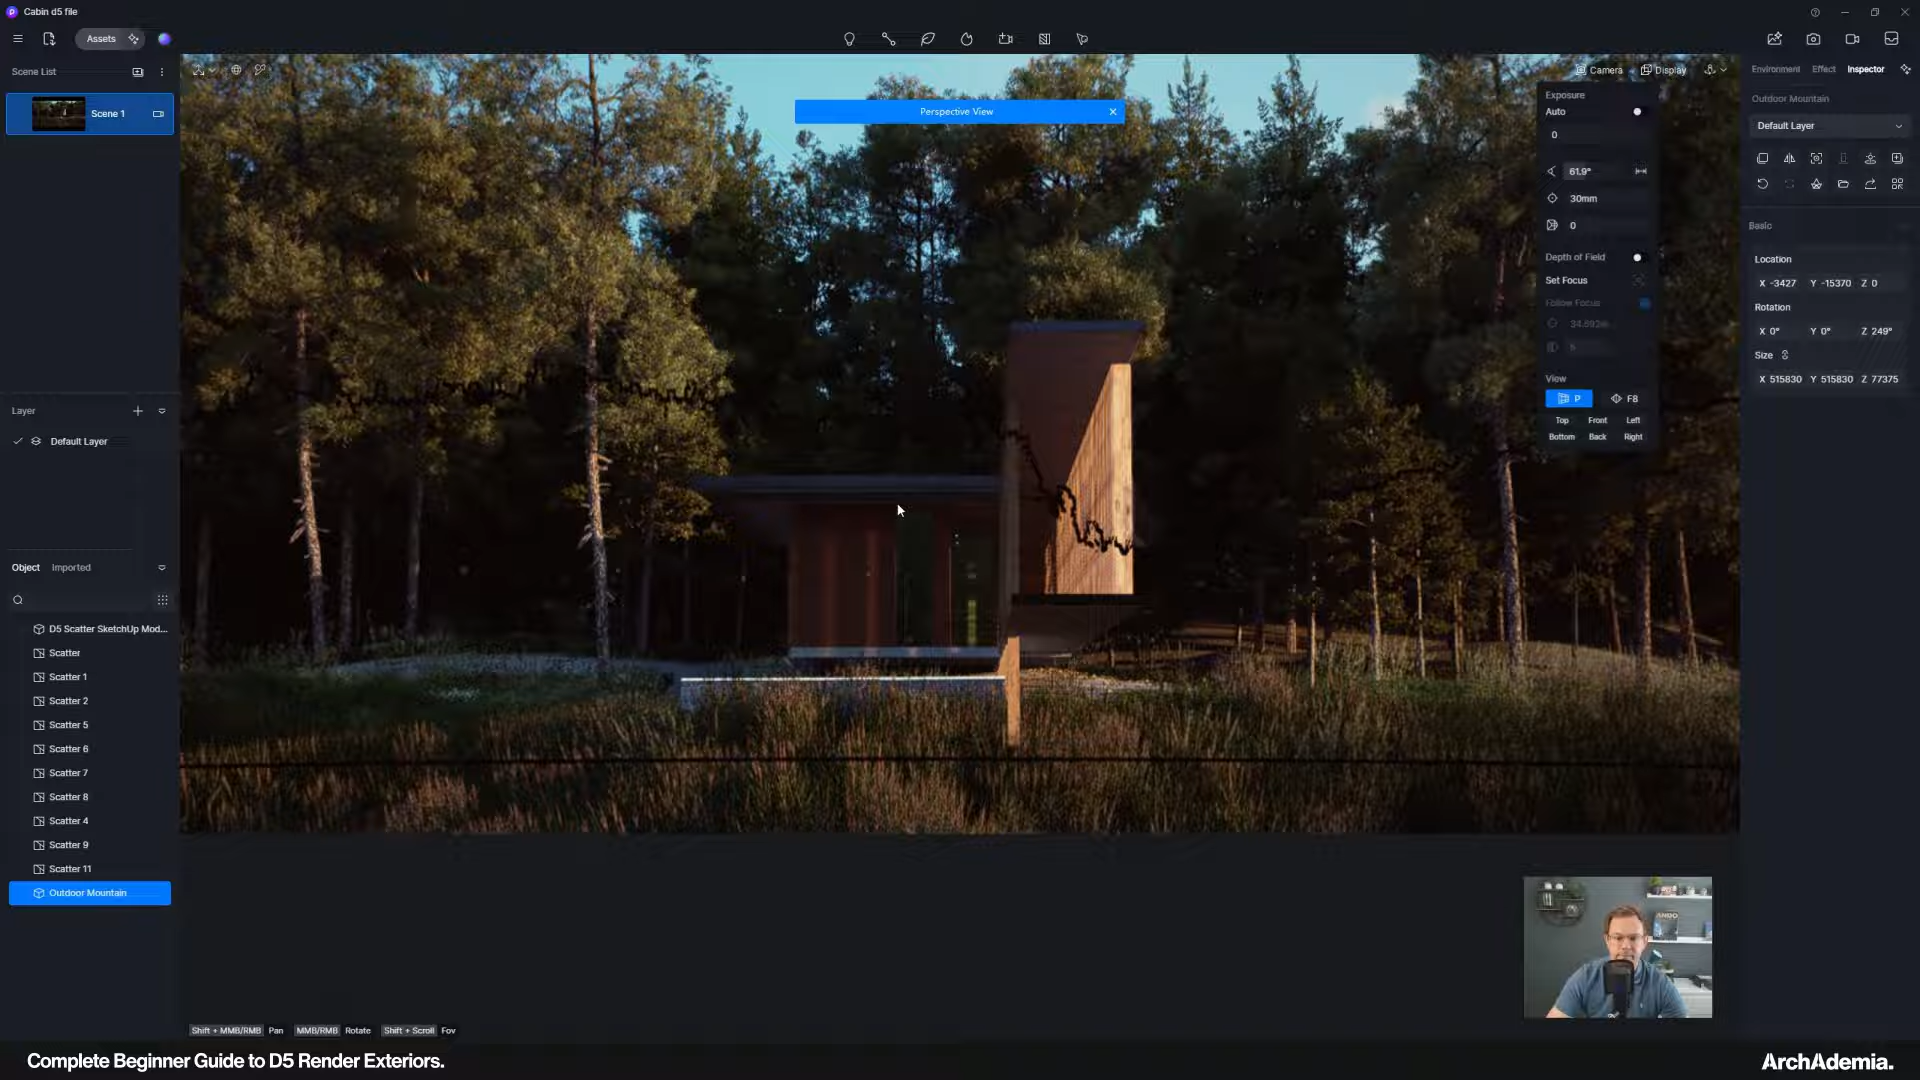 Cabin d5 file
Assets
Scene List
Scene 1
Perspective View
Camera
Display
Exposure
Auto
0
61.9°
30mm
0
Depth of Field
Set Focus
Follow Focus
34.692m
View
P
F8
Top Front Left
Bottom Back Right
Environment Effect Inspector
Outdoor Mountain
Default Layer
Basic
Location
X -3427 Y -15370 Z 0
Rotation
X 0° Y 0° Z 249°
Size
X 515830 Y 515830 Z 77375
Layer
Default Layer
Object Imported
D5 Scatter SketchUp Mod...
Scatter
Scatter 1
Scatter 2
Scatter 5
Scatter 6
Scatter 7
Scatter 8
Scatter 4
Scatter 9
Scatter 11
Outdoor Mountain
ANDO
Shift + MMB/RMB Pan MMB/RMB Rotate Shift + Scroll Fov
Complete Beginner Guide to D5 Render Exteriors.
ArchAdemia.